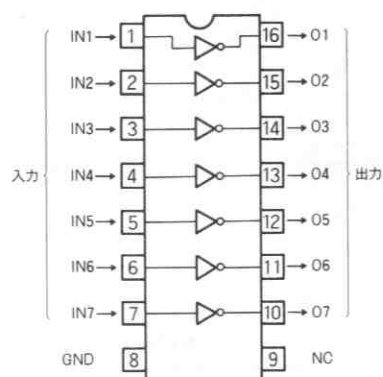 IN1→ 1 16 →O1
IN2→ 2 15 →O2
IN3→ 3 14 →O3
入力 IN4→ 4 13 →O4 出力
IN5→ 5 12 →O5
IN6→ 6 11 →O6
IN7→ 7 10 →O7
GND 8 9 NC